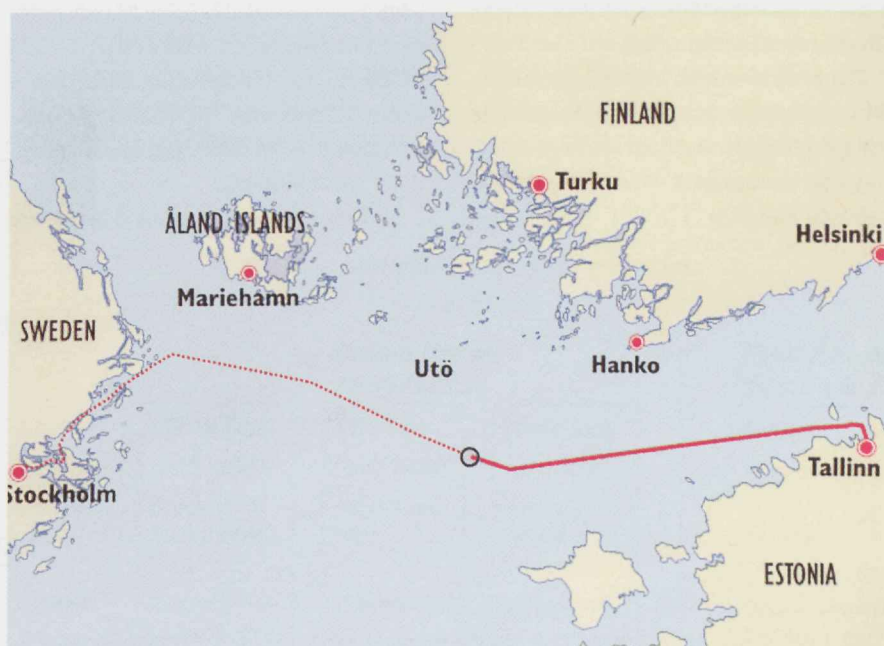 FINLAND
Turku
ÅLAND ISLANDS
Helsinki
Mariehamn
SWEDEN
Utö
Hanko
Stockholm
Tallinn
ESTONIA